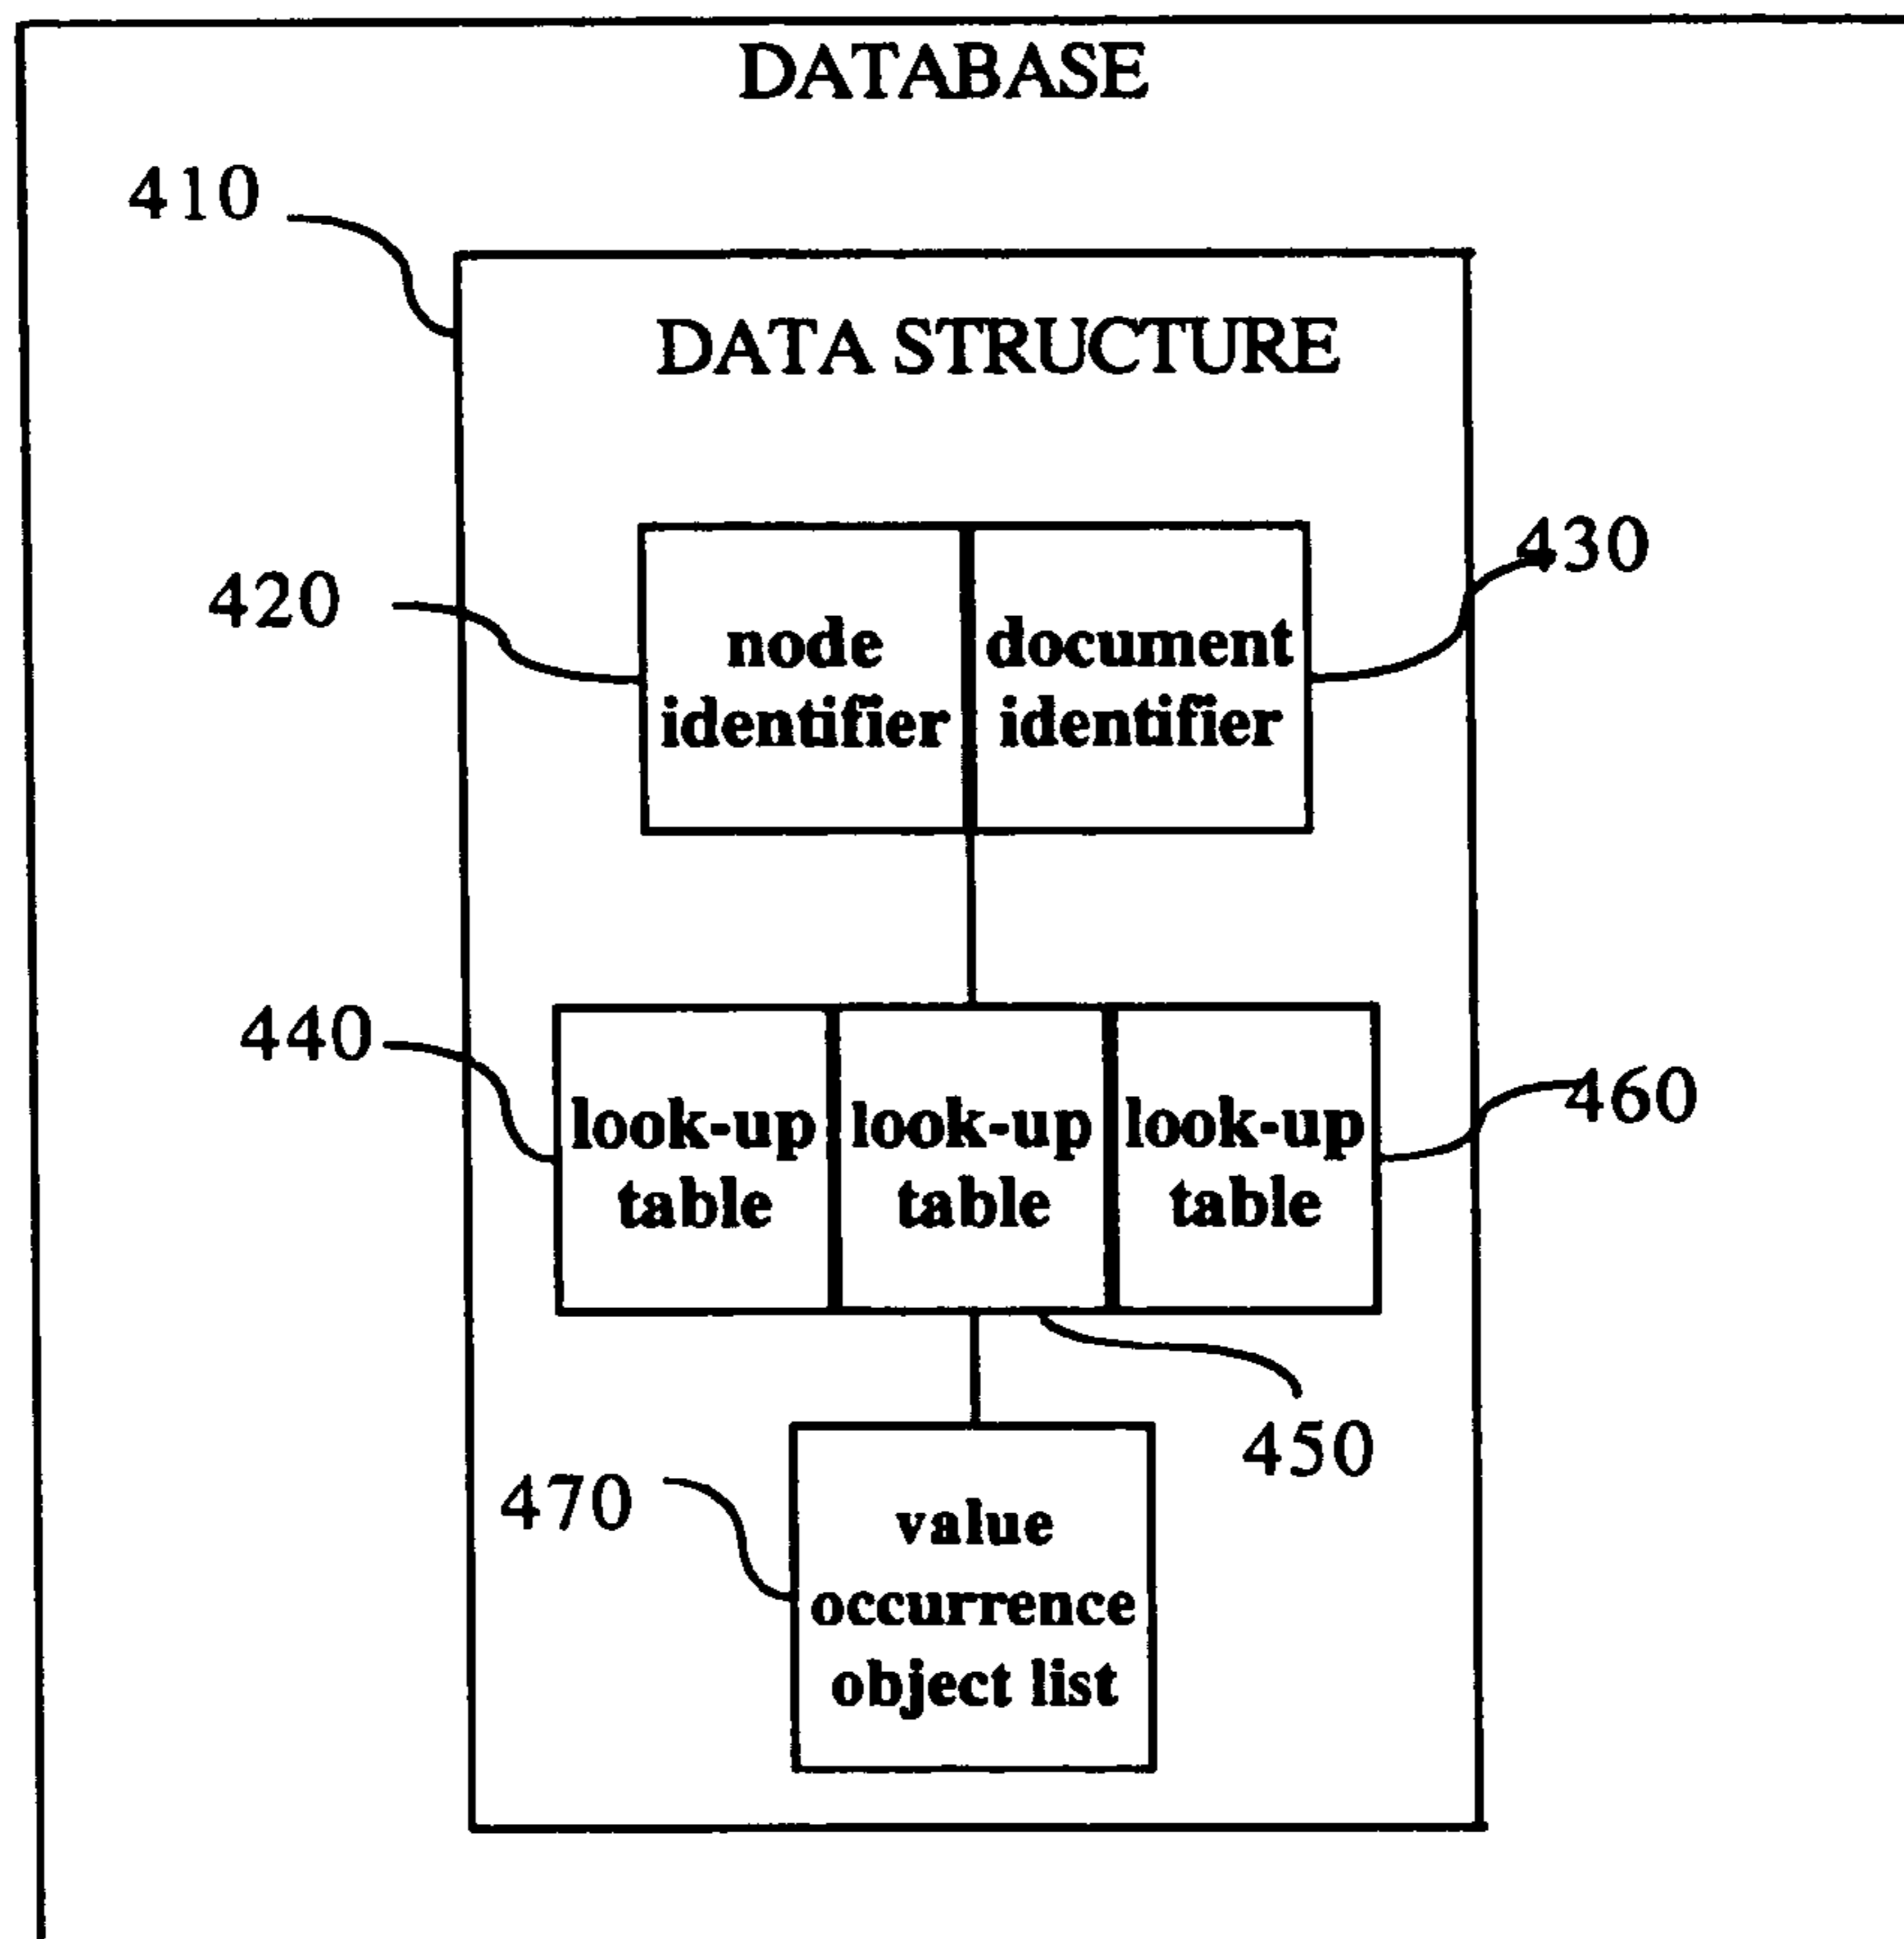 DATABASE
410
DATA STRUCTURE
430
420
node
identifier
document
identifier
440
460
look-up
table
look-up
table
look-up
table
450
470
value
occurrence
object list